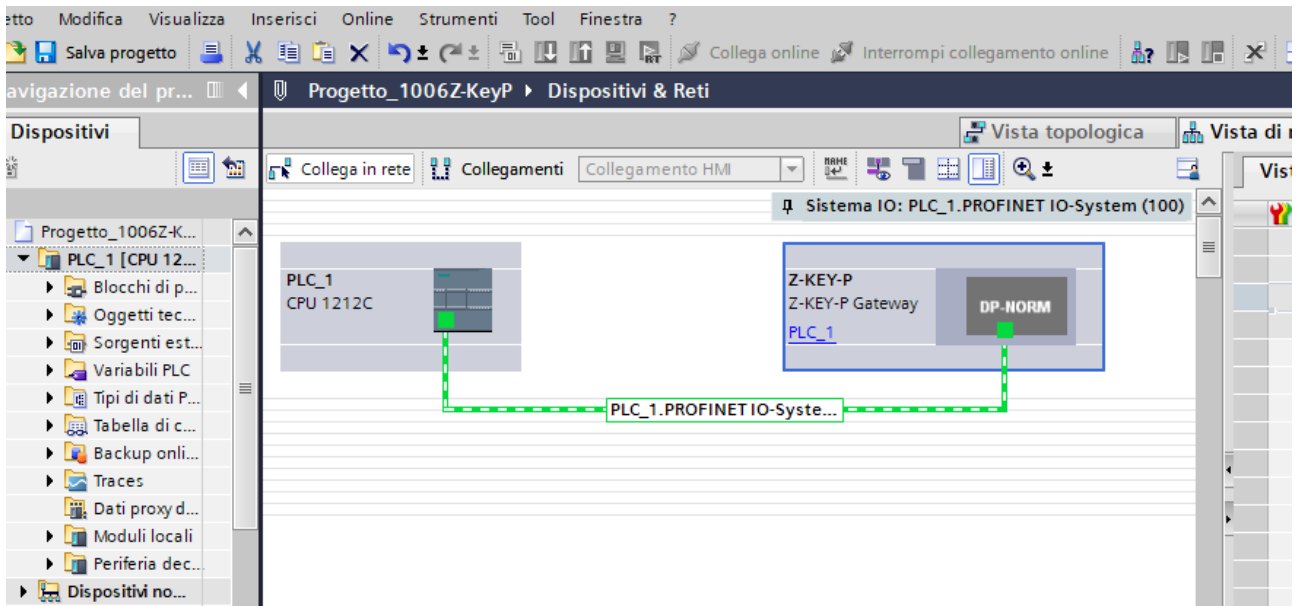 etto Modifica Visualizza Inserisci Online Strumenti Tool Finestra ?
Salva progetto
RT
Collega online
Interrompi collegamento online
avigazione del pr...
Progetto_1006Z-KeyP ▸ Dispositivi & Reti
Dispositivi
Vista topologica
Vista di r
Collega in rete
Collegamenti
Collegamento HMI
NAME
Vist
Sistema IO: PLC_1.PROFINET IO-System (100)
Progetto_1006Z-K...
PLC_1 [CPU 12...
Blocchi di p...
Oggetti tec...
Sorgenti est...
Variabili PLC
Tipi di dati P...
Tabella di c...
Backup onli...
Traces
Dati proxy d...
Moduli locali
Periferia dec...
Dispositivi no...
PLC_1
CPU 1212C
Z-KEY-P
Z-KEY-P Gateway
PLC_1
DP-NORM
PLC_1.PROFINET IO-Syste...